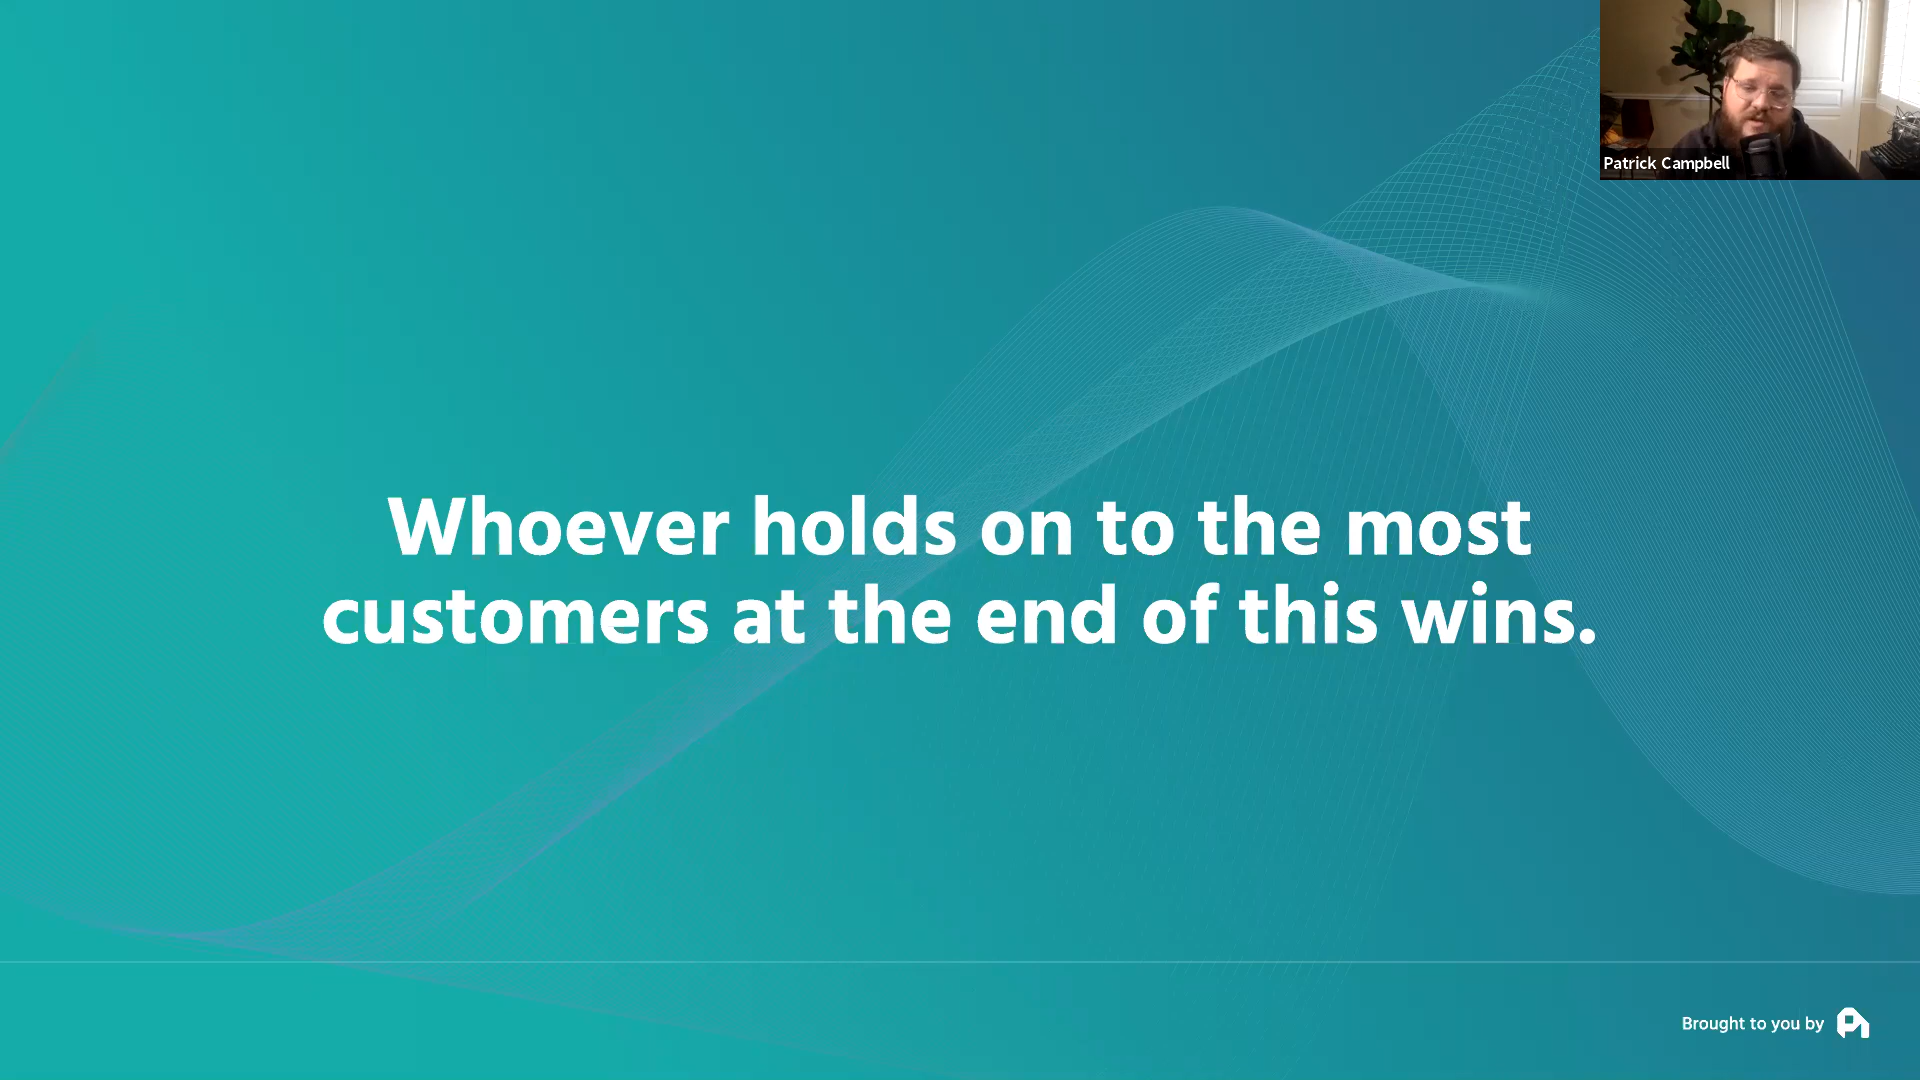 Patrick Campbell
Whoever holds on to the most
customers at the end of this wins.
Brought to you by